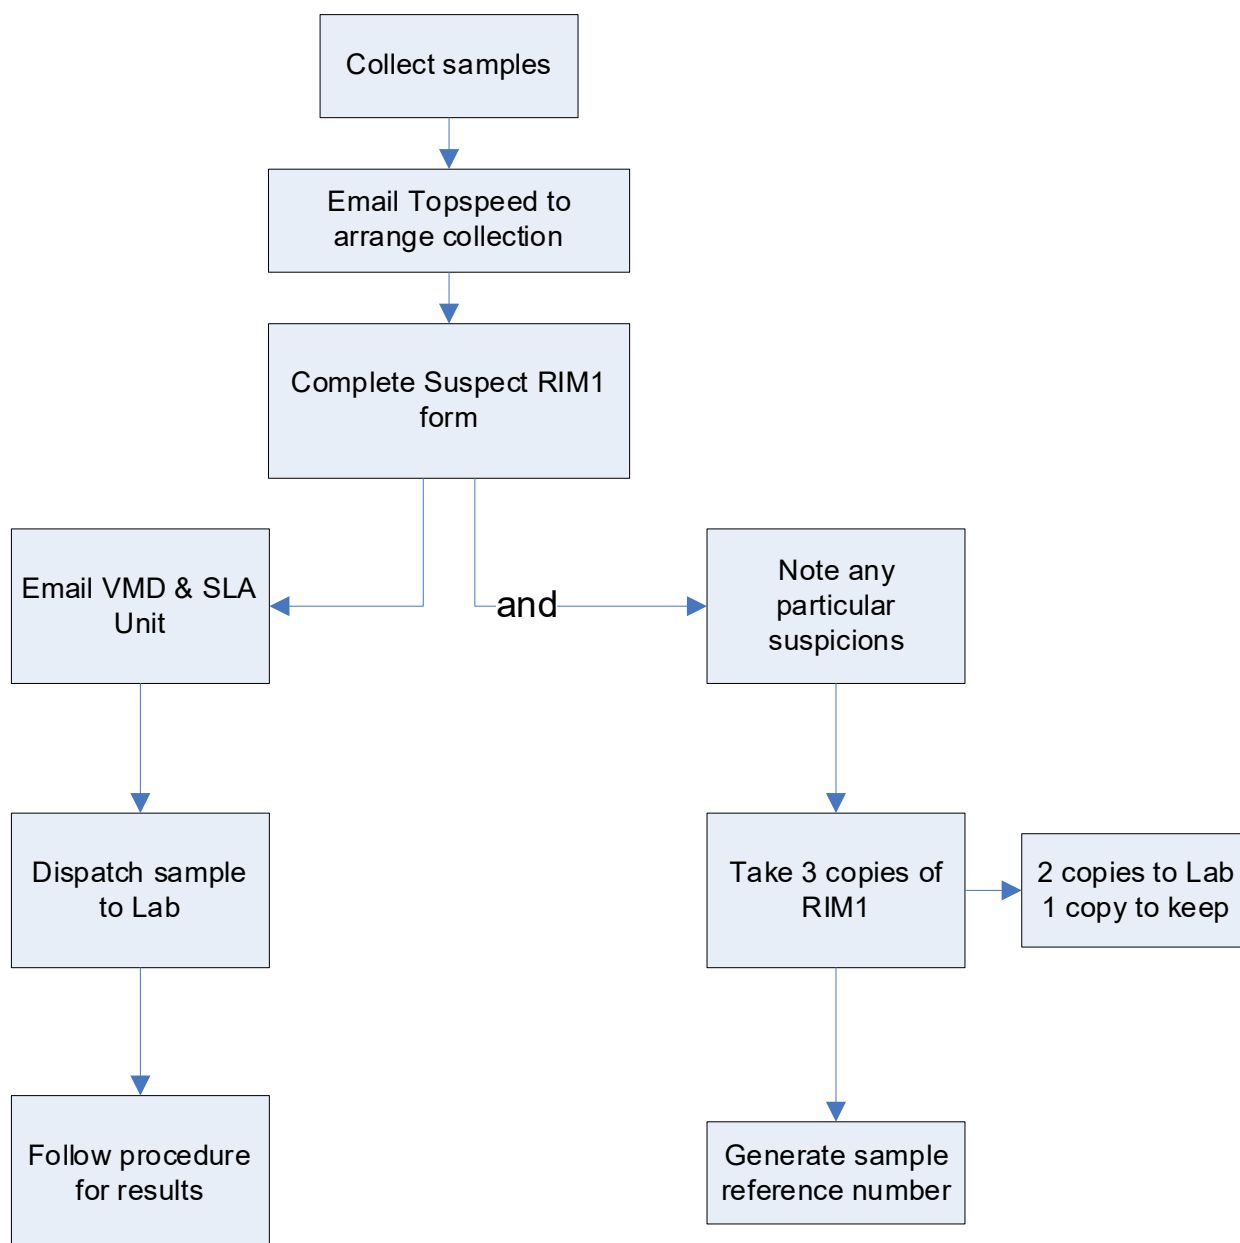 Collect samples
Email Topspeed to
arrange collection
Complete Suspect RIM1
form
Email VMD & SLA
Unit
and
Note any
particular
suspicions
Dispatch sample
to Lab
Take 3 copies of
RIM1
2 copies to Lab
1 copy to keep
Follow procedure
for results
Generate sample
reference number